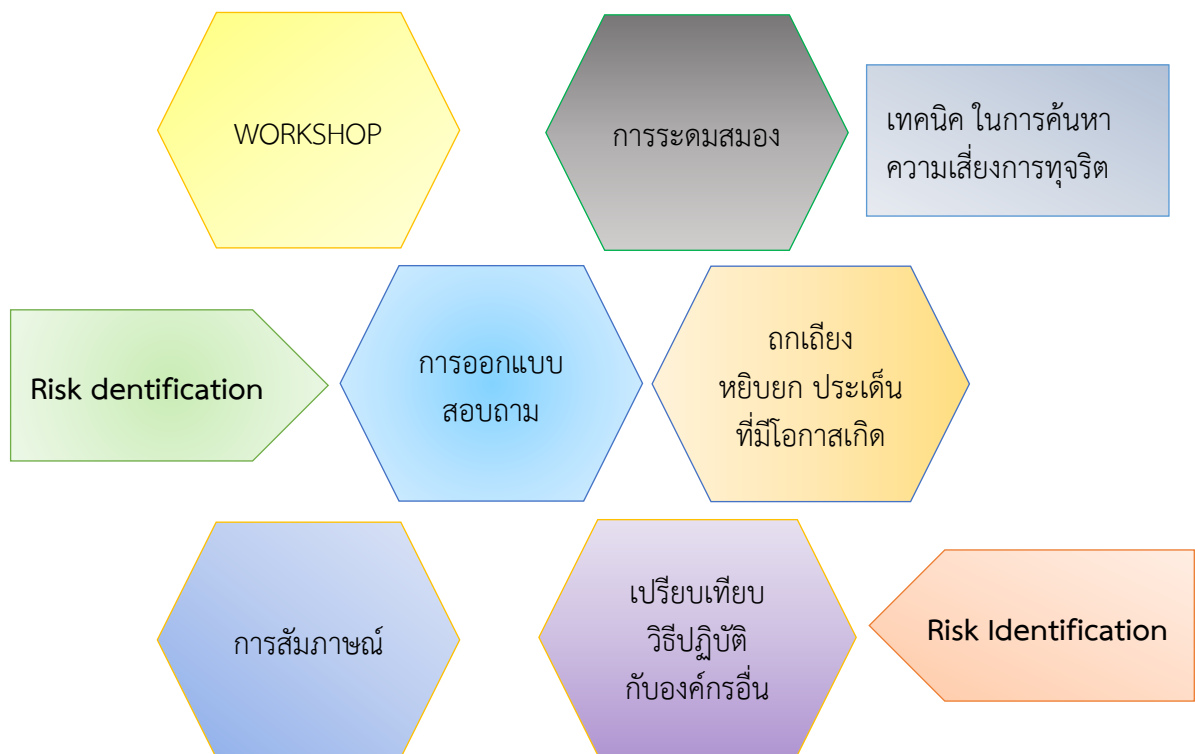 WORKSHOP
การระดมสมอง
เทคนิค ในการค้นหา
ความเสี่ยงการทุจริต
Risk dentification
การออกแบบ
สอบถาม
ถกเถียง
หยิบยก ประเด็น
ที่มีโอกาสเกิด
การสัมภาษณ์
เปรียบเทียบ
วิธีปฏิบัติ
กับองค์กรอื่น
Risk Identification